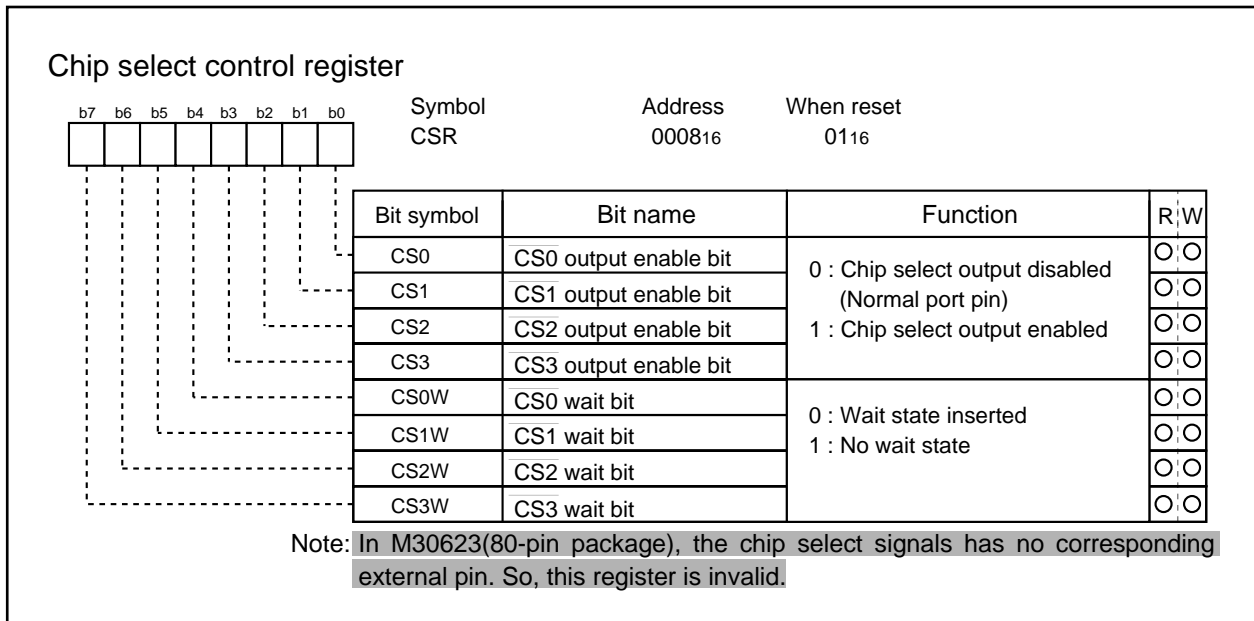 Chip select control register
b7 b6 b5 b4 b3 b2 b1 b0
Symbol Address When reset
CSR 000816 0116
Bit symbol Bit name Function R W
CS0 CS0 output enable bit
CS1 CS1 output enable bit
CS2 CS2 output enable bit
CS3 CS3 output enable bit
0 : Chip select output disabled
(Normal port pin)
1 : Chip select output enabled
CS0W CS0 wait bit
CS1W CS1 wait bit
CS2W CS2 wait bit
CS3W CS3 wait bit
0 : Wait state inserted
1 : No wait state
Note: In M30623(80-pin package), the chip select signals has no corresponding
external pin. So, this register is invalid.